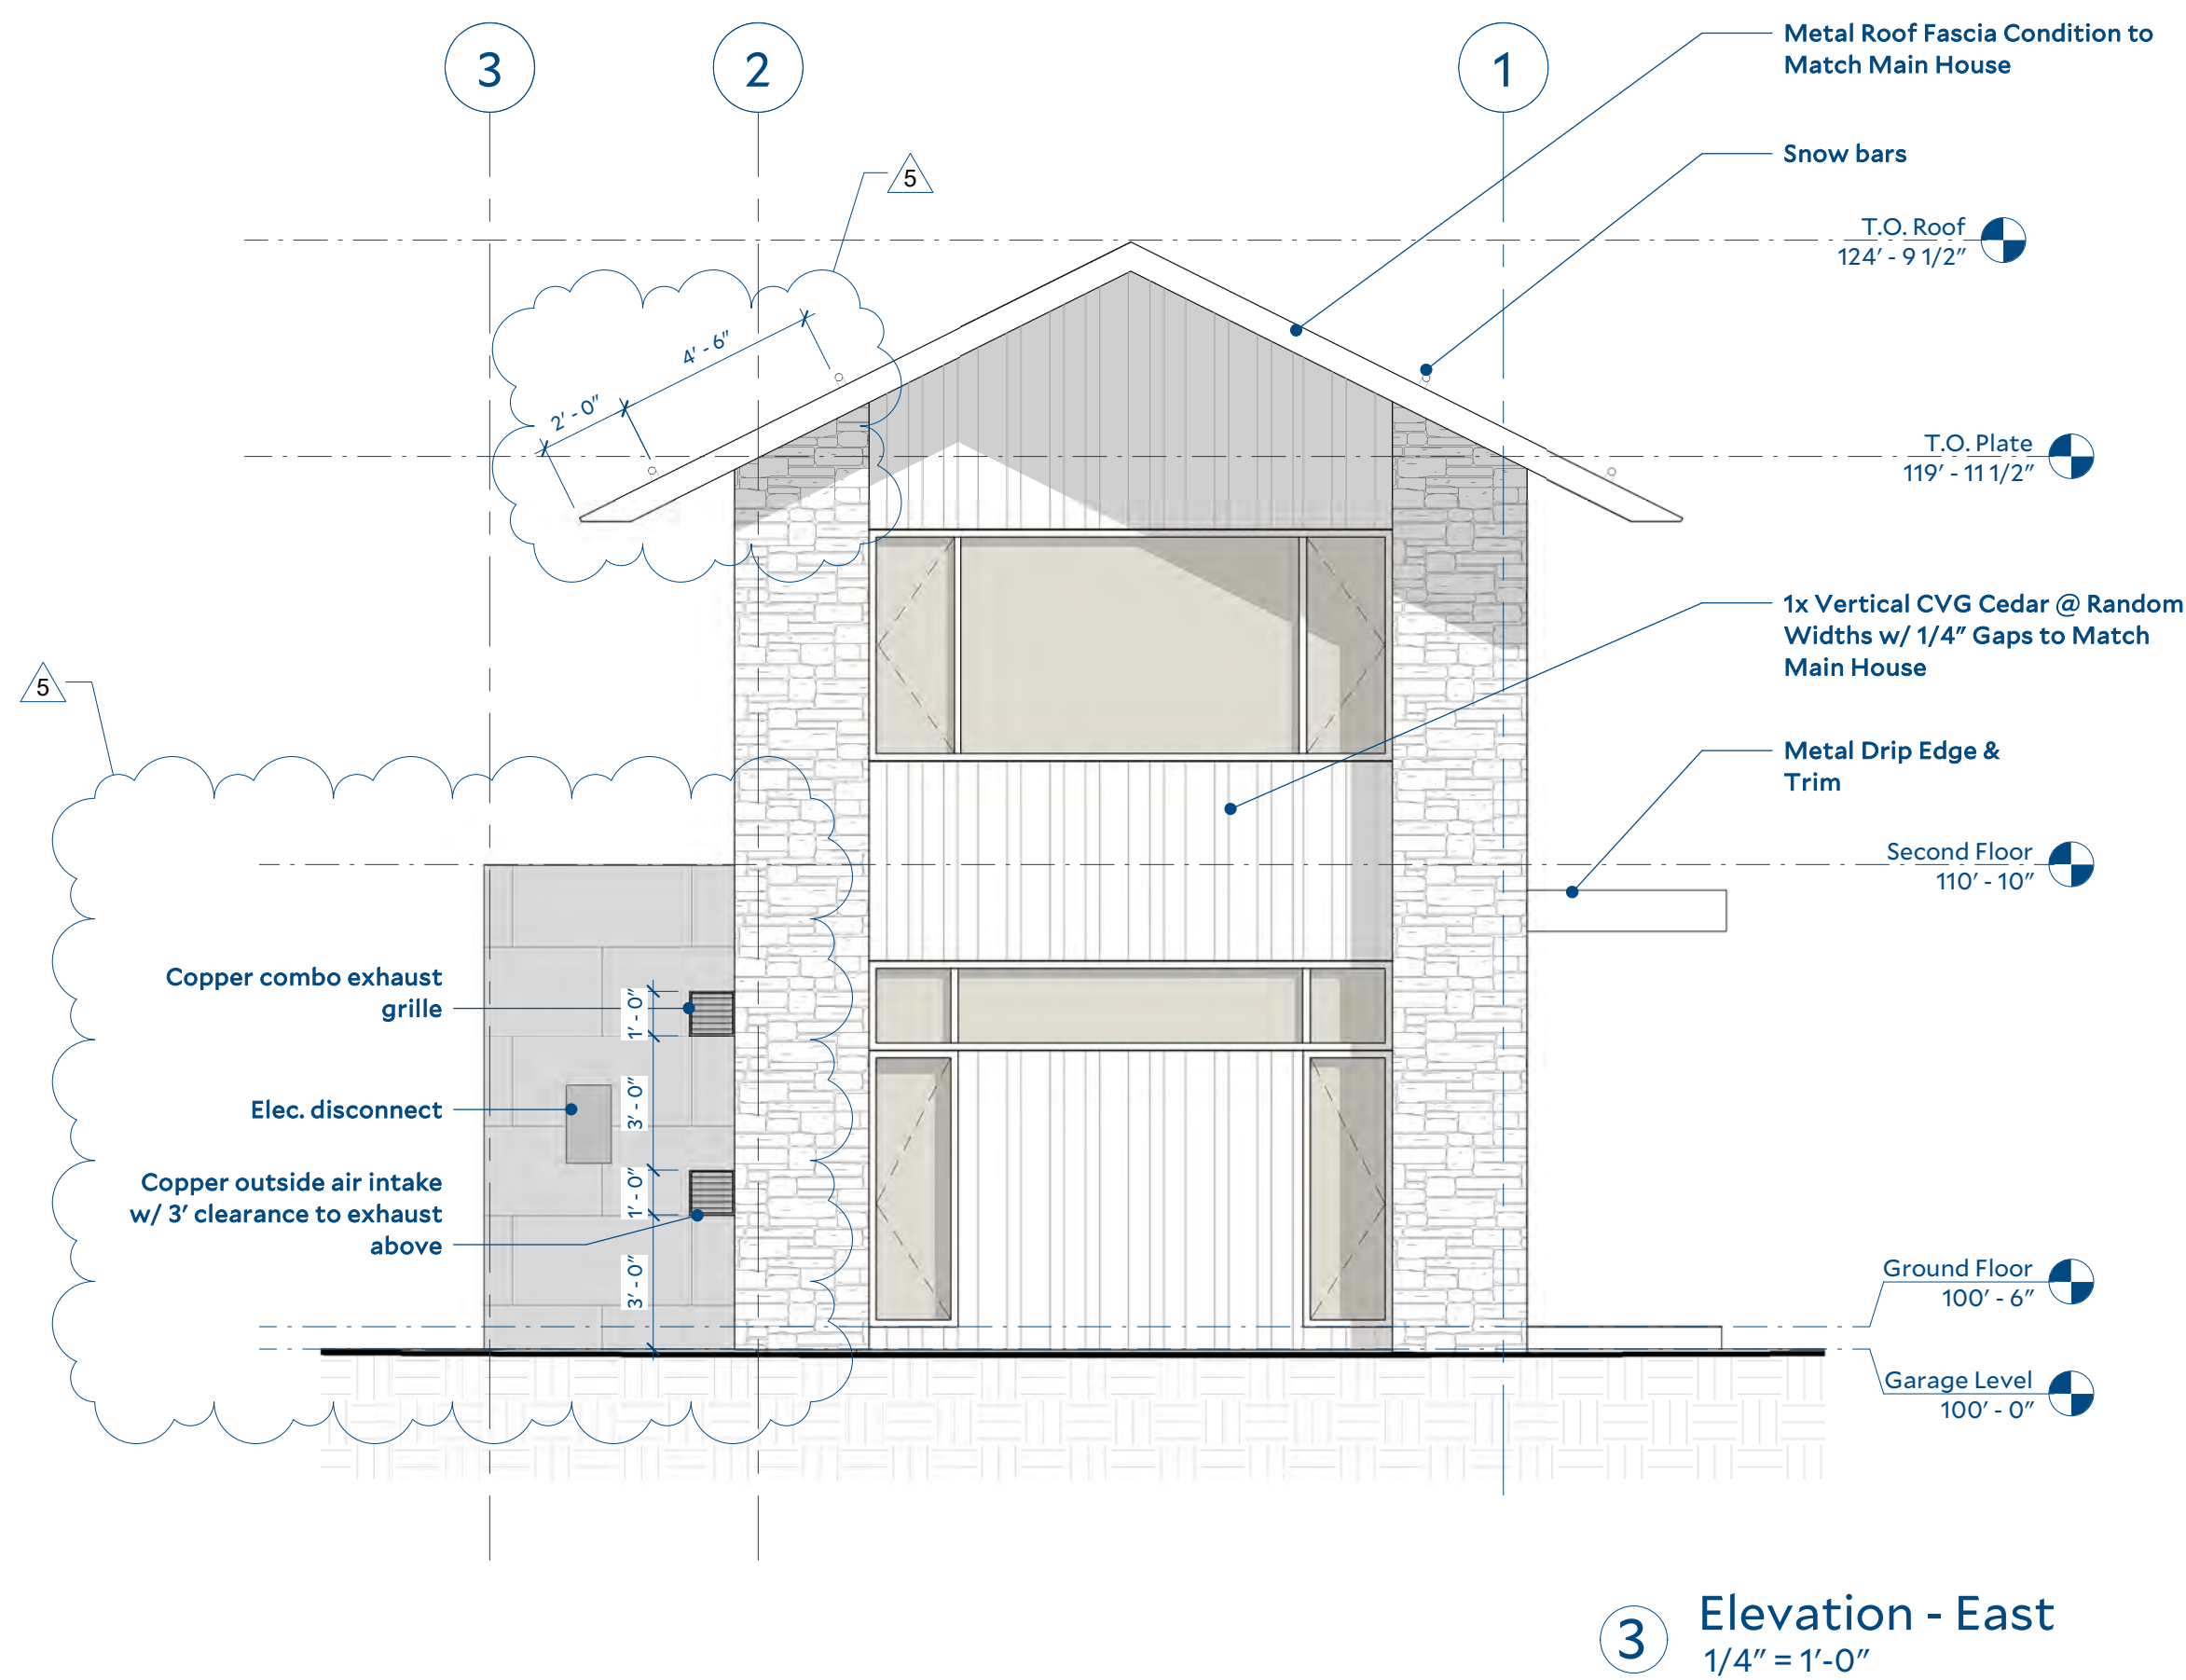 3
2
1
Metal Roof Fascia Condition to
Match Main House
Snow bars
5
T.O. Roof
124' - 9 1/2"
4' - 6"
2' - 0"
T.O. Plate
119' - 11 1/2"
1x Vertical CVG Cedar @ Random
Widths w/ 1/4" Gaps to Match
Main House
5
Metal Drip Edge &
Trim
Second Floor
110' - 10"
Copper combo exhaust
grille
1' - 0"
Elec. disconnect
3' - 0"
Copper outside air intake
w/ 3' clearance to exhaust
above
1' - 0"
3' - 0"
Ground Floor
100' - 6"
Garage Level
100' - 0"
3
Elevation - East
1/4" = 1'-0"